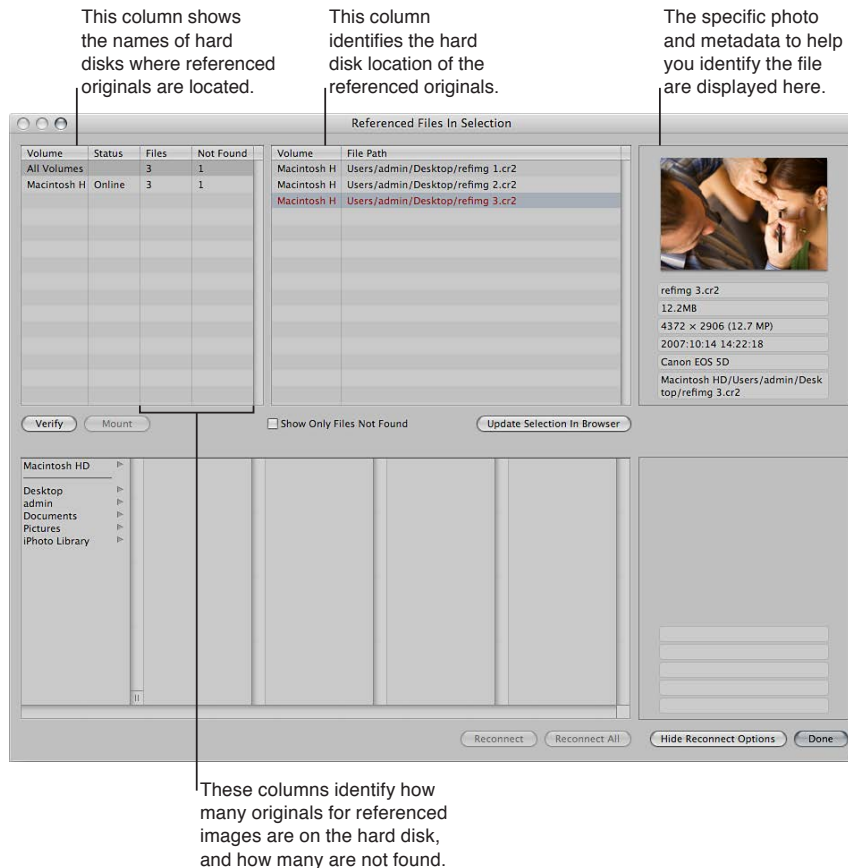 This column shows
the names of hard
disks where referenced
originals are located.
This column
identifies the hard
disk location of the
referenced originals.
The specific photo
and metadata to help
you identify the file
are displayed here.
Referenced Files In Selection
Volume Status Files Not Found
All Volumes 3 1
Macintosh H Online 3 1
Volume File Path
Macintosh H Users/admin/Desktop/refimg 1.cr2
Macintosh H Users/admin/Desktop/refimg 2.cr2
Macintosh H Users/admin/Desktop/refimg 3.cr2
refimg 3.cr2
12.2MB
4372 × 2906 (12.7 MP)
2007:10:14 14:22:18
Canon EOS 5D
Macintosh HD/Users/admin/Desk
top/refimg 3.cr2
Verify Mount Show Only Files Not Found Update Selection In Browser
Macintosh HD
Desktop
admin
Documents
Pictures
iPhoto Library
Reconnect Reconnect All Hide Reconnect Options Done
These columns identify how
many originals for referenced
images are on the hard disk,
and how many are not found.